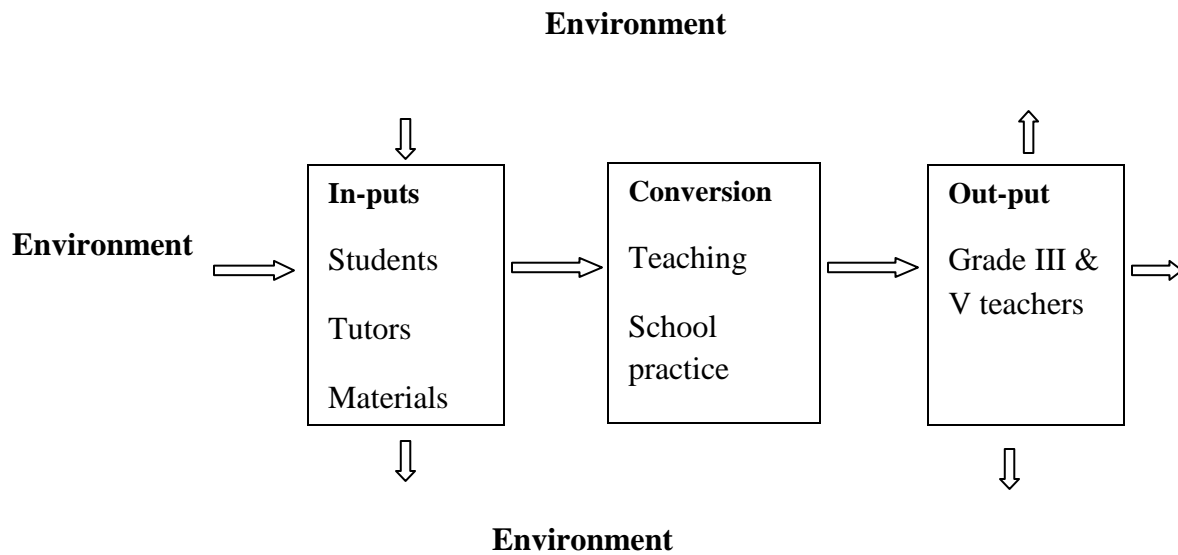 Environment
Environment
In-puts
Students
Tutors
Materials
Conversion
Teaching
School
practice
Out-put
Grade III &
V teachers
Environment